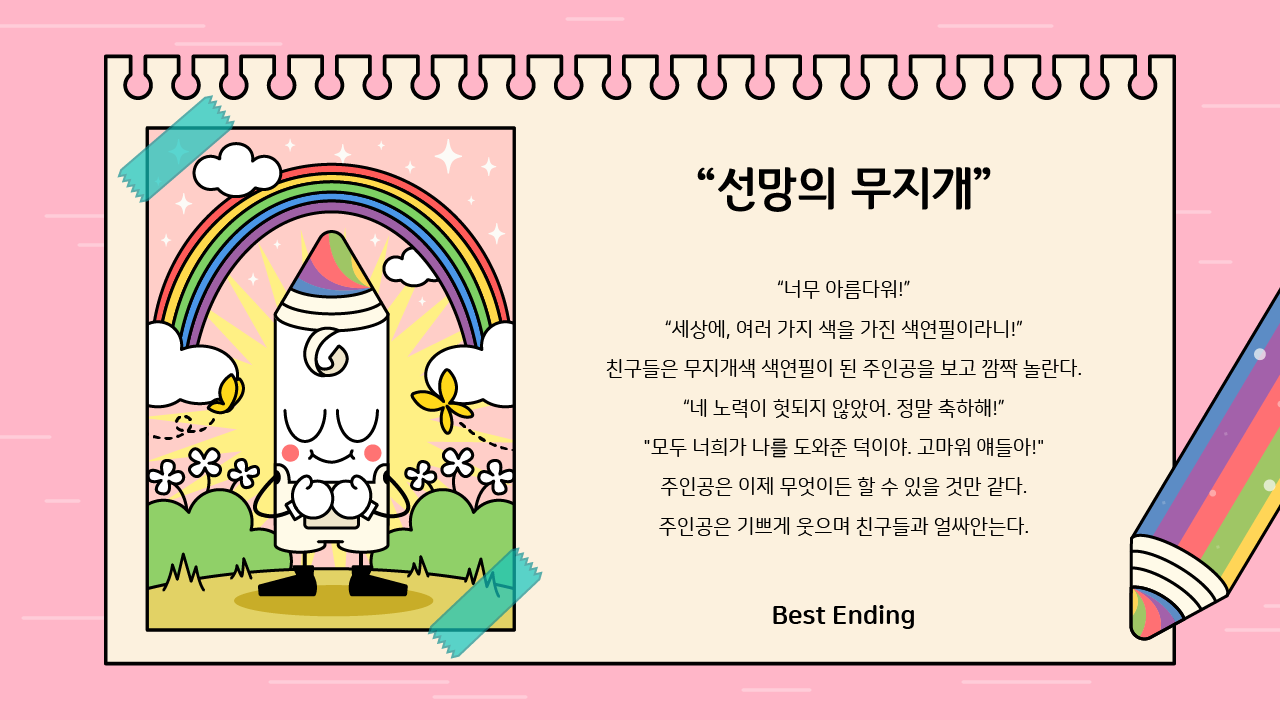 “선망의 무지개”
“너무 아름다워!”
“세상에, 여러 가지 색을 가진 색연필이라니!”
친구들은 무지개색 색연필이 된 주인공을 보고 깜짝 놀란다.
“네 노력이 헛되지 않았어. 정말 축하해!”
"모두 너희가 나를 도와준 덕이야. 고마워 얘들아!"
주인공은 이제 무엇이든 할 수 있을 것만 같다.
주인공은 기쁘게 웃으며 친구들과 얼싸안는다.
Best Ending